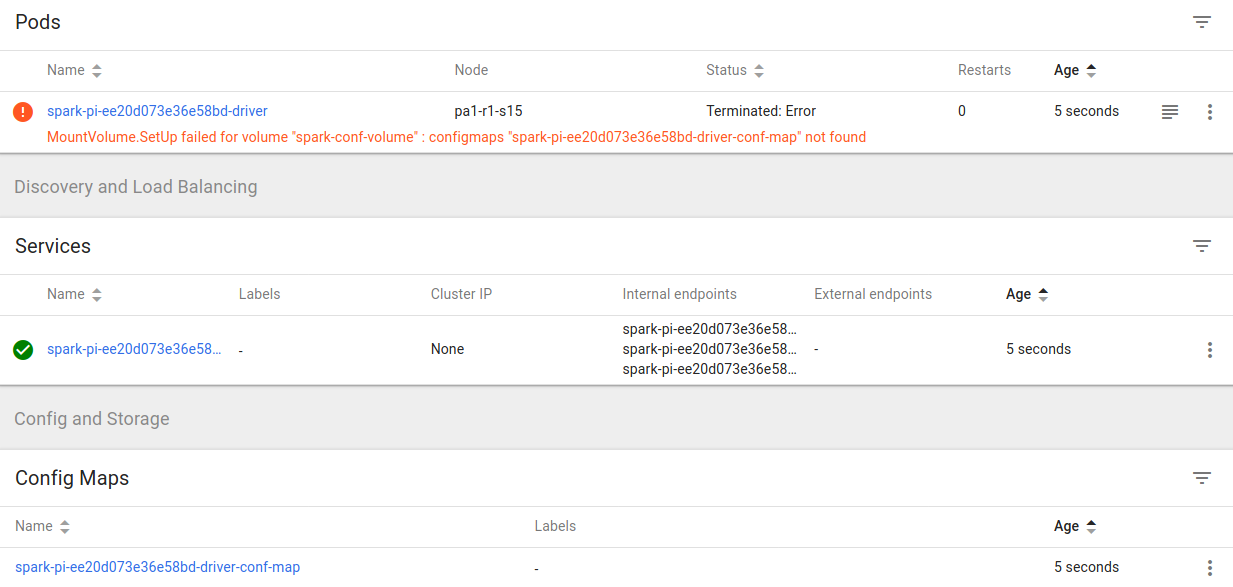 Pods
Name Node Status Restarts Age
spark-pi-ee20d073e36e58bd-driver pa1-r1-s15 Terminated: Error 0 5 seconds
MountVolume.SetUp failed for volume "spark-conf-volume" : configmaps "spark-pi-ee20d073e36e58bd-driver-conf-map" not found
Discovery and Load Balancing
Services
Name Labels Cluster IP Internal endpoints External endpoints Age
spark-pi-ee20d073e36e58...
spark-pi-ee20d073e36e58... - None spark-pi-ee20d073e36e58... - 5 seconds
spark-pi-ee20d073e36e58...
Config and Storage
Config Maps
Name Labels Age
spark-pi-ee20d073e36e58bd-driver-conf-map - 5 seconds